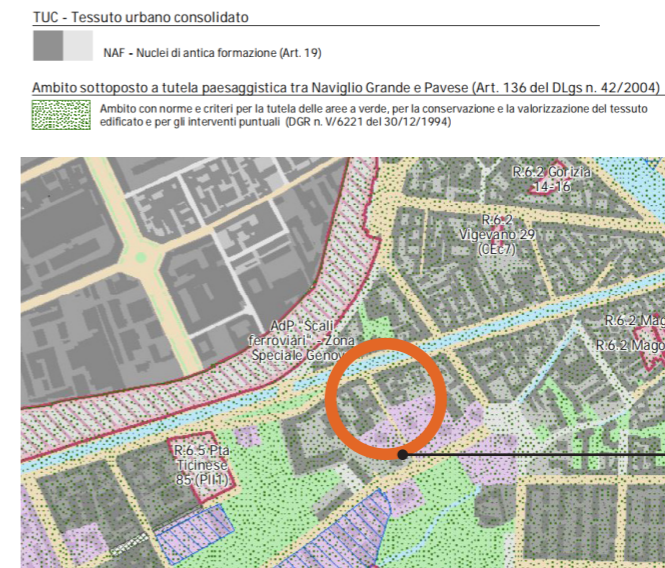 TUC - Tessuto urbano consolidato
NAF - Nuclei di antica formazione (Art. 19)
Ambito sottoposto a tutela paesaggistica tra Naviglio Grande e Pavese (Art. 136 del DLgs n. 42/2004)
Ambito con norme e criteri per la tutela delle aree a verde, per la conservazione e la valorizzazione del tessuto
edificato e per gli interventi puntuali (DGR n. V/6221 del 30/12/1994)
R.6.2 Gorizia
14-16
R.6.2
Vigevano 29
(CEc7)
R.6.2 Mag
R.6.2 Mago
AdP "Scali
ferroviari" - Zona
Speciale Genov
R.6.5 Pta
Ticinese
85 (PII1)